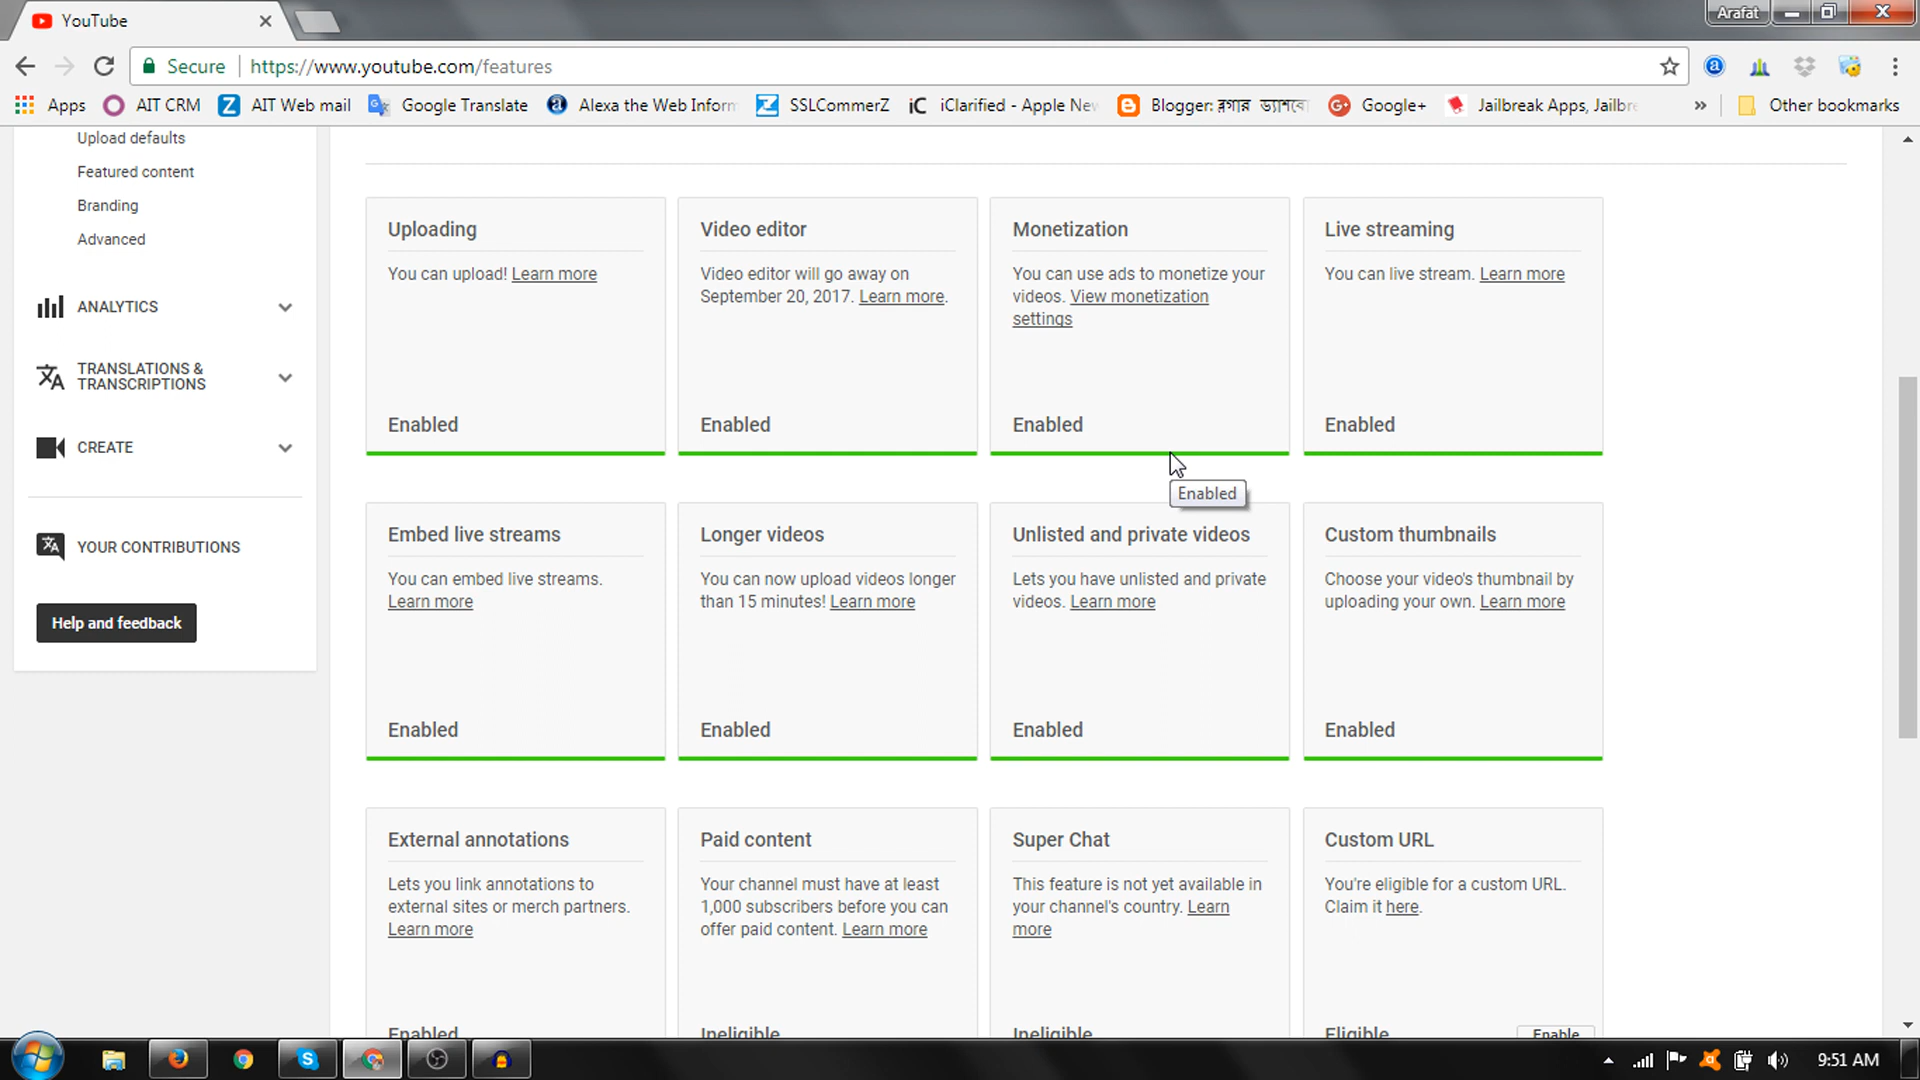 YouTube
Arafat
Secure
https://www.youtube.com/features
Apps
AIT CRM
AIT Web mail
Google Translate
Alexa the Web Inform
SSLCommerZ
iClarified - Apple Nev
Blogger: ব্লগার ড্যাশবো
Google+
Jailbreak Apps, Jailbr
»
Other bookmarks
Upload defaults
Featured content
Branding
Advanced
ANALYTICS
TRANSLATIONS &
TRANSCRIPTIONS
CREATE
YOUR CONTRIBUTIONS
Help and feedback
Uploading
You can upload! Learn more
Enabled
Video editor
Video editor will go away on
September 20, 2017. Learn more.
Enabled
Monetization
You can use ads to monetize your
videos. View monetization
settings
Enabled
Live streaming
You can live stream. Learn more
Enabled
Enabled
Embed live streams
You can embed live streams.
Learn more
Enabled
Longer videos
You can now upload videos longer
than 15 minutes! Learn more
Enabled
Unlisted and private videos
Lets you have unlisted and private
videos. Learn more
Enabled
Custom thumbnails
Choose your video's thumbnail by
uploading your own. Learn more
Enabled
External annotations
Lets you link annotations to
external sites or merch partners.
Learn more
Enabled
Paid content
Your channel must have at least
1,000 subscribers before you can
offer paid content. Learn more
Ineligible
Super Chat
This feature is not yet available in
your channel's country. Learn
more
Ineligible
Custom URL
You're eligible for a custom URL.
Claim it here.
Eligible
Enable
9:51 AM